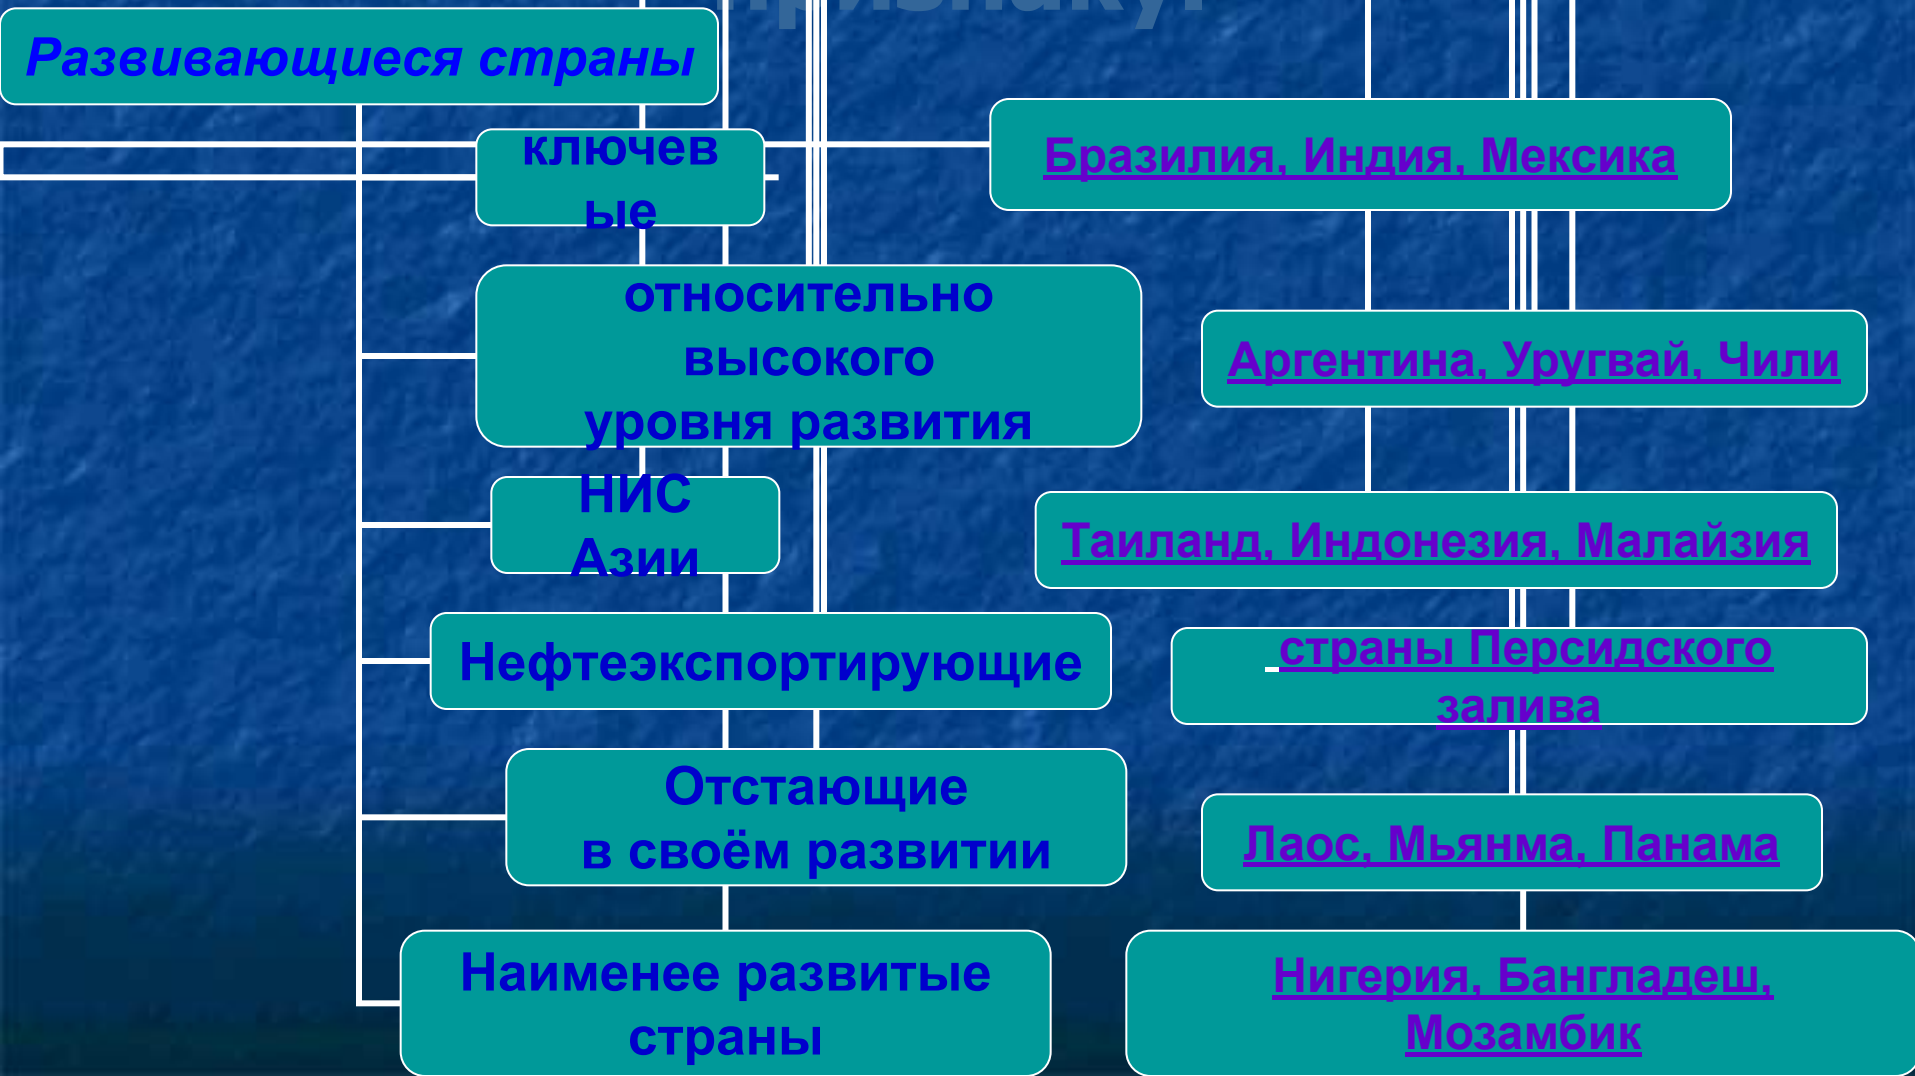 Развивающиеся страны
ключев
ые
Бразилия, Индия, Мексика
относительно
высокого
уровня развития
Аргентина, Уругвай, Чили
НИС
Азии
Таиланд, Индонезия, Малайзия
Нефтеэкспортирующие
страны Персидского
залива
Отстающие
в своём развитии
Лаос, Мьянма, Панама
Наименее развитые
страны
Нигерия, Бангладеш,
Мозамбик